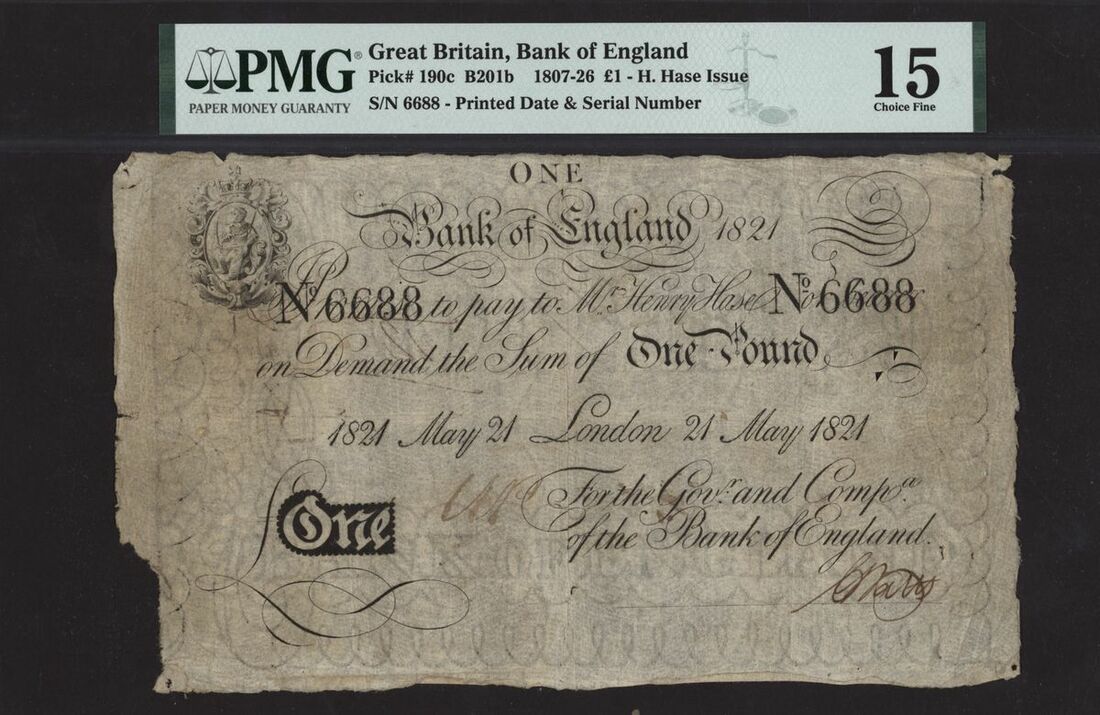 PMG®
PAPER MONEY GUARANTY
Great Britain, Bank of England
Pick# 190c B201b 1807-26 £1 - H. Hase Issue
S/N 6688 - Printed Date & Serial Number
15
Choice Fine
ONE
Bank of England 1821
No 6688 to pay to Mr. Henry Hase No 6688
on Demand the Sum of One Pound
1821 May 21 London 21 May 1821
For the Govr. and Compa.
One
of the Bank of England.